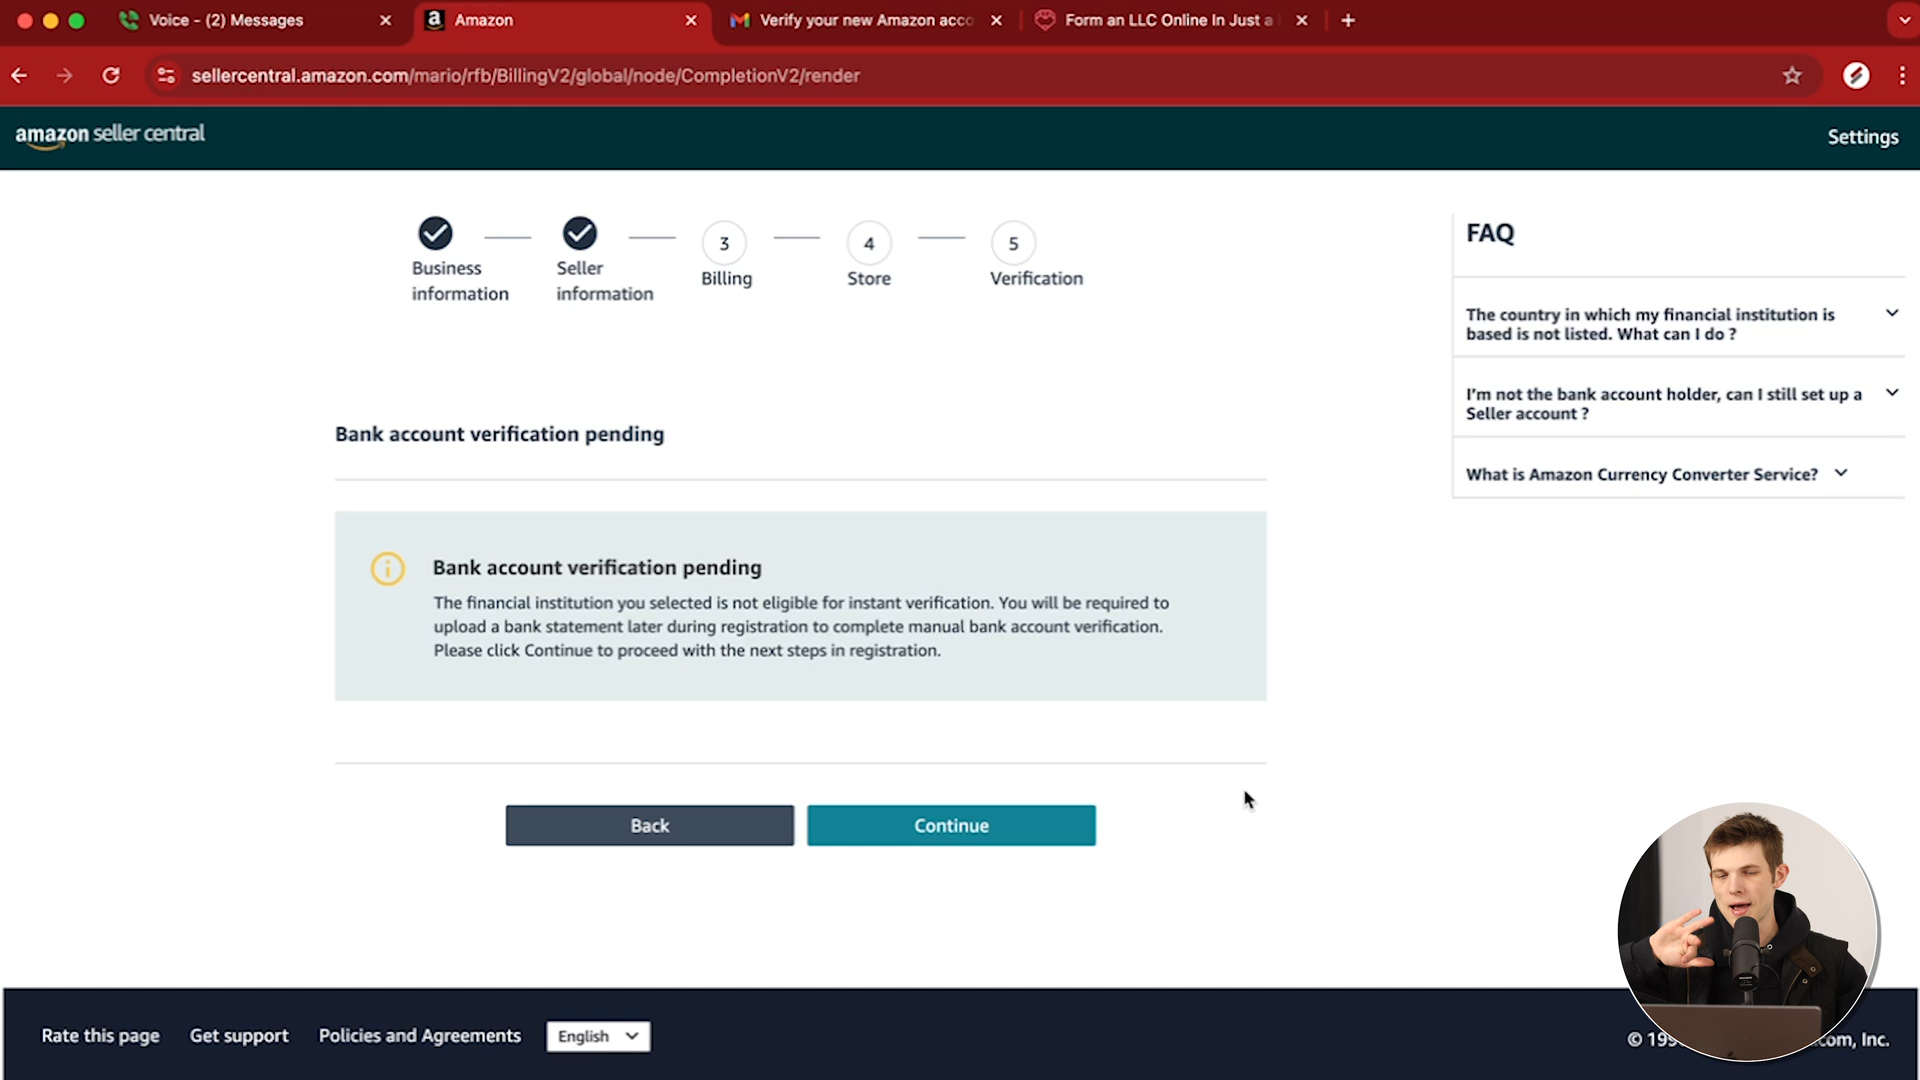 Voice - (2) Messages
Amazon
Verify your new Amazon acco
Form an LLC Online In Just a
sellercentral.amazon.com/mario/rfb/BillingV2/global/node/CompletionV2/render
amazon seller central
Settings
Business information
Seller information
3
Billing
4
Store
5
Verification
FAQ
The country in which my financial institution is
based is not listed. What can I do ?
I'm not the bank account holder, can I still set up a
Seller account ?
What is Amazon Currency Converter Service?
Bank account verification pending
Bank account verification pending
The financial institution you selected is not eligible for instant verification. You will be required to
upload a bank statement later during registration to complete manual bank account verification.
Please click Continue to proceed with the next steps in registration.
Back
Continue
Rate this page
Get support
Policies and Agreements
English
© 199
.com, Inc.